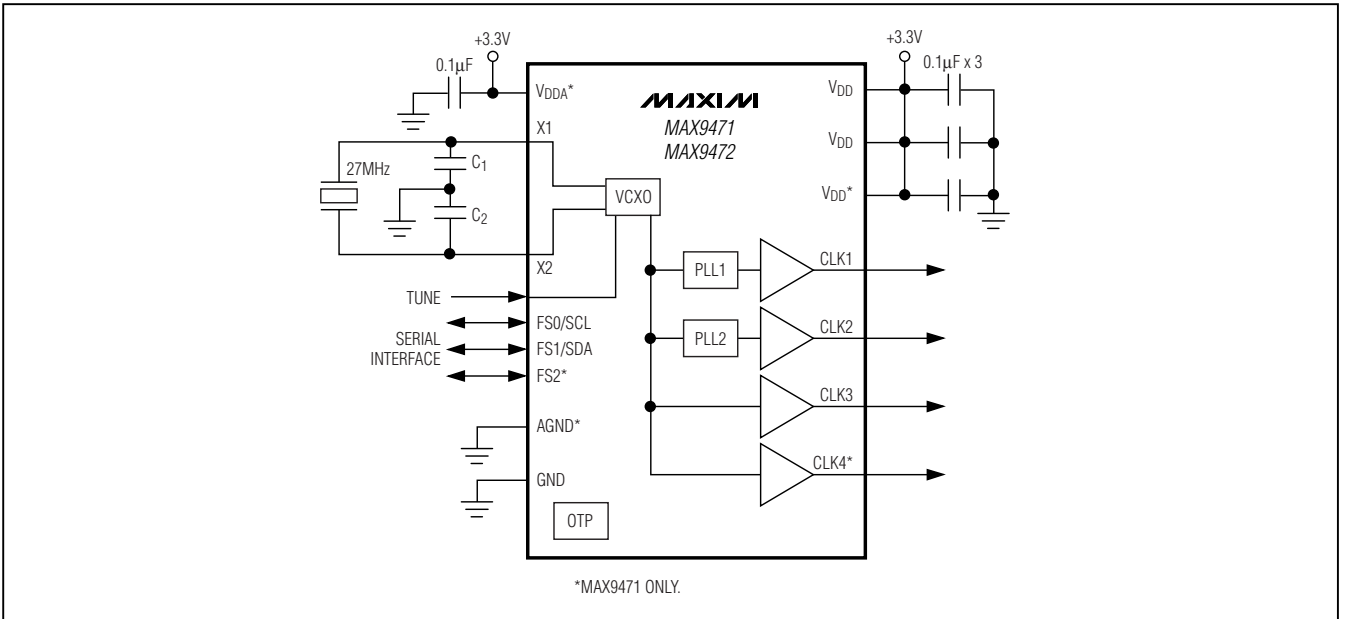 +3.3V
0.1µF
VDDA*
X1
27MHz
C1
C2
X2
TUNE
SERIAL
INTERFACE
FS0/SCL
FS1/SDA
FS2*
AGND*
GND
OTP
MAXIM
MAX9471
MAX9472
VCXO
PLL1
PLL2
+3.3V
0.1µF x 3
VDD
VDD
VDD*
CLK1
CLK2
CLK3
CLK4*
*MAX9471 ONLY.